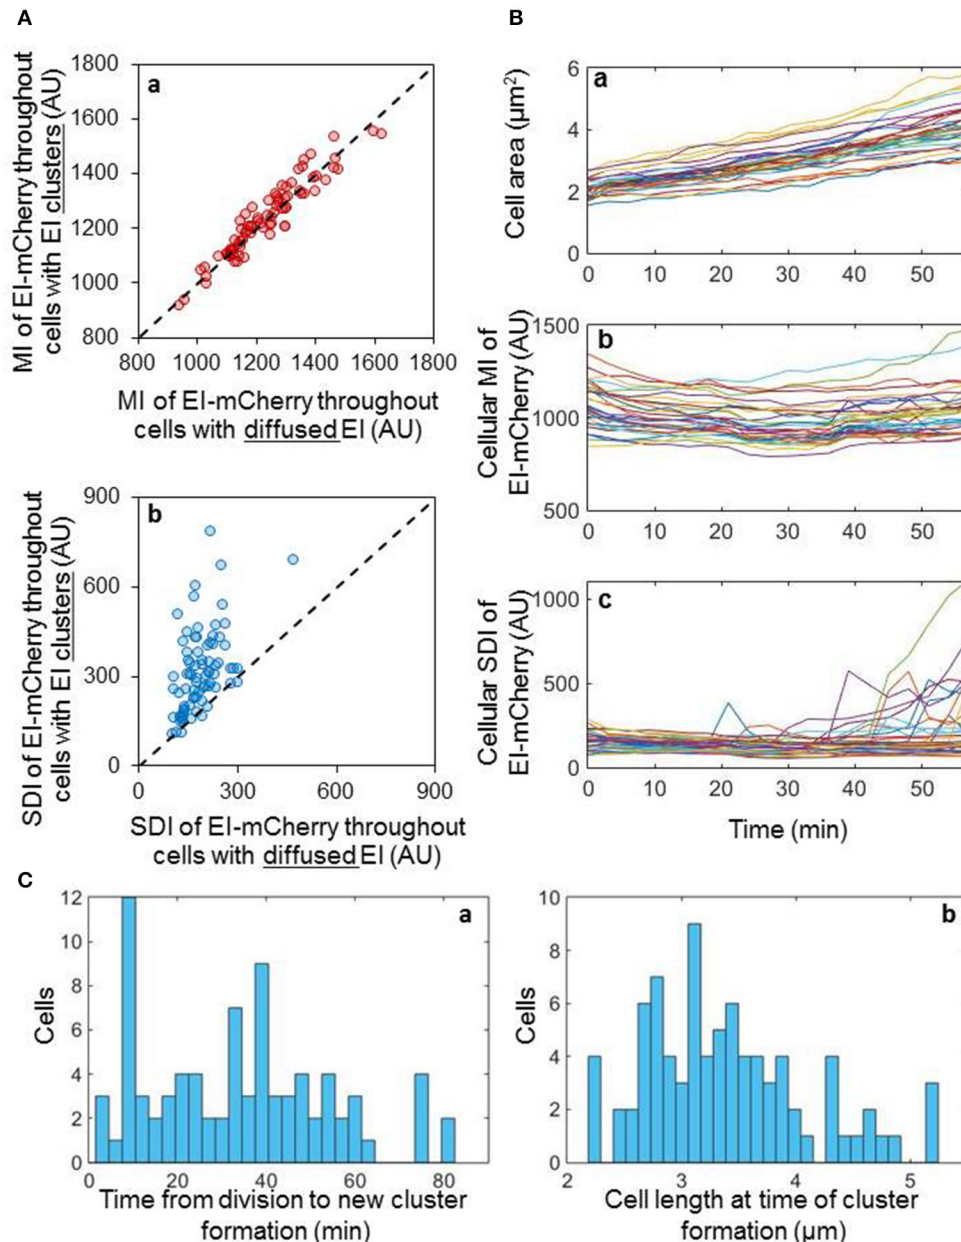 A
B
1800
1600
1400
1200
1000
800
a
MI of EI-mCherry throughout
cells with EI clusters (AU)
800 1000 1200 1400 1600 1800
MI of EI-mCherry throughout
cells with diffused EI (AU)
900
600
300
0
b
SDI of EI-mCherry throughout
cells with EI clusters (AU)
0 300 600 900
SDI of EI-mCherry throughout
cells with diffused EI (AU)
6
4
2
0
a
Cell area (µm²)
0 10 20 30 40 50
1500
1000
500
b
Cellular MI of
EI-mCherry (AU)
0 10 20 30 40 50
1000
500
0
c
Cellular SDI of
EI-mCherry (AU)
0 10 20 30 40 50
Time (min)
C
12
10
8
6
4
2
0
a
Cells
0 20 40 60 80
Time from division to new cluster
formation (min)
10
8
6
4
2
0
b
Cells
2 3 4 5
Cell length at time of cluster
formation (µm)